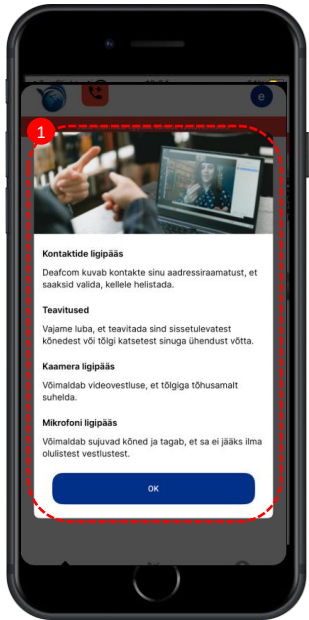 e
1
Kontaktide ligipääs
Deafcom kuvab kontakte sinu aadressiraamatust, et
saaksid valida, kellele helistada.
Teavitused
Vajame luba, et teavitada sind sissetulevatest
kõnedest või tõlgi katsetest sinuga ühendust võtta.
Kaamera ligipääs
Võimaldab videovestluse, et tõlgiga tõhusamalt
suhelda.
Mikrofoni ligipääs
Võimaldab sujuvad kõned ja tagab, et sa ei jääks ilma
olulistest vestlustest.
OK